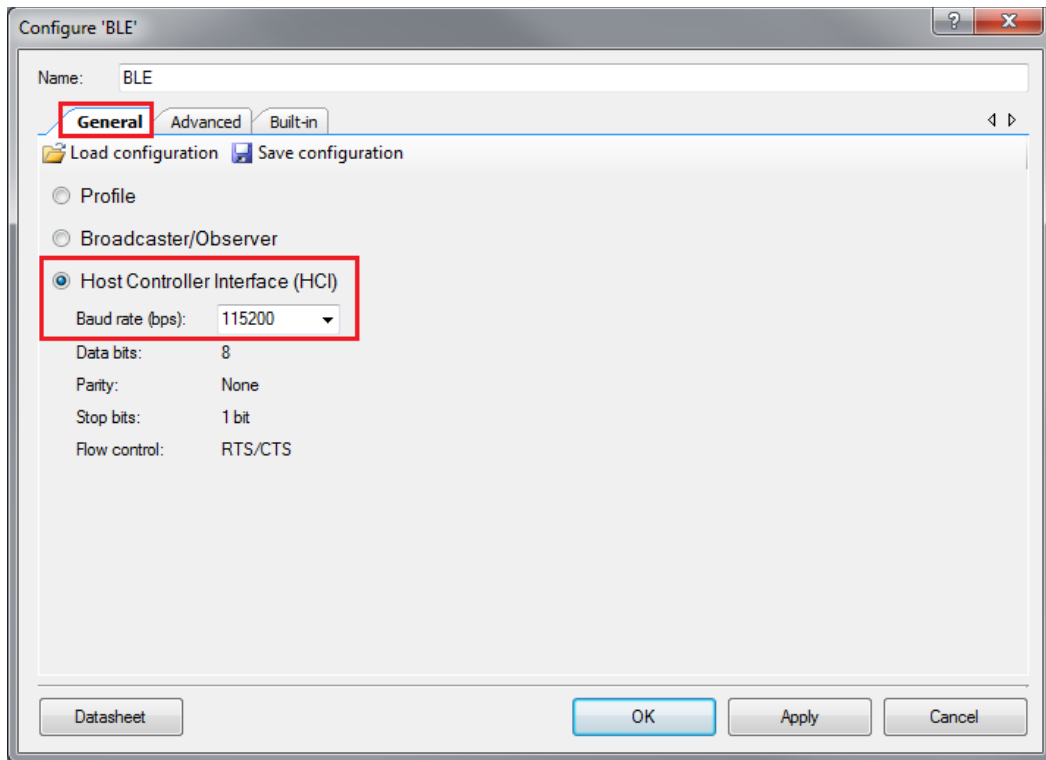 Configure 'BLE'
Name: BLE
General Advanced Built-in
Load configuration Save configuration
Profile
Broadcaster/Observer
Host Controller Interface (HCI)
Baud rate (bps): 115200
Data bits: 8
Parity: None
Stop bits: 1 bit
Flow control: RTS/CTS
Datasheet OK Apply Cancel